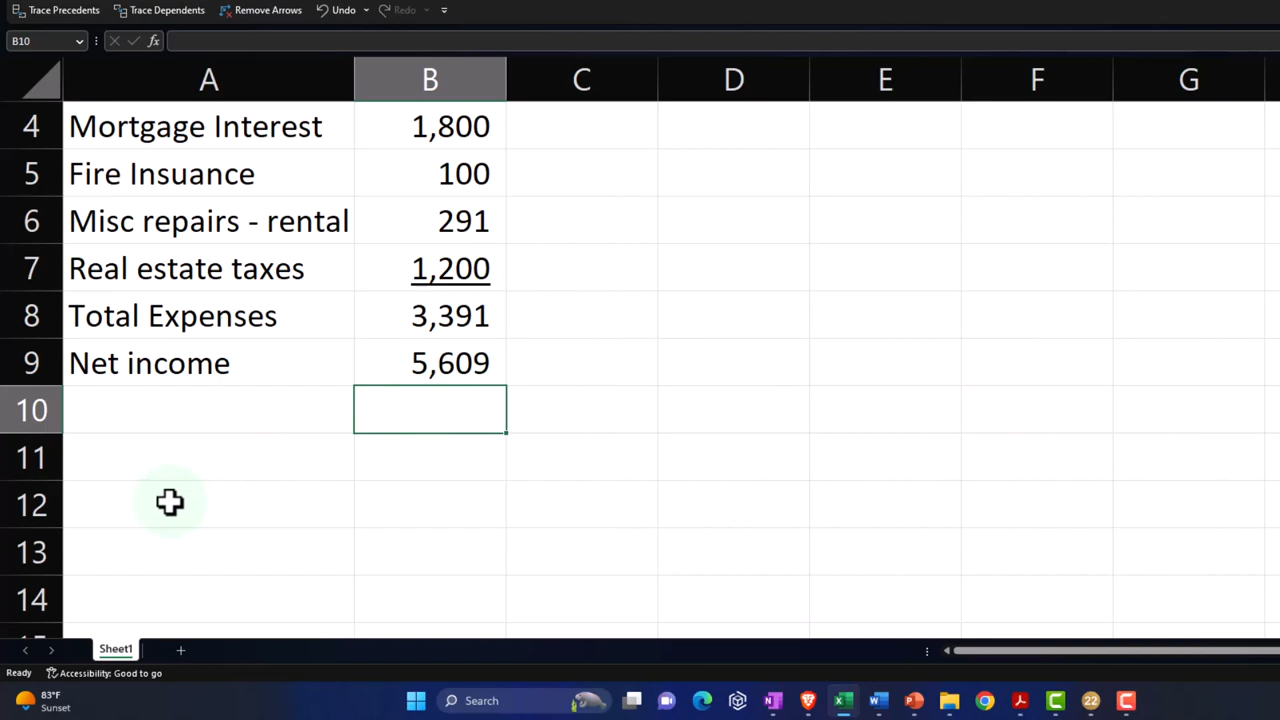 Trace Precedents Trace Dependents Remove Arrows Undo Redo
B10 fx
A B C D E F G
4 Mortgage Interest 1,800
5 Fire Insuance 100
6 Misc repairs - rental 291
7 Real estate taxes 1,200
8 Total Expenses 3,391
9 Net income 5,609
10
11
12
13
14
Sheet1
Ready Accessibility: Good to go
83°F
Sunset
Search
22